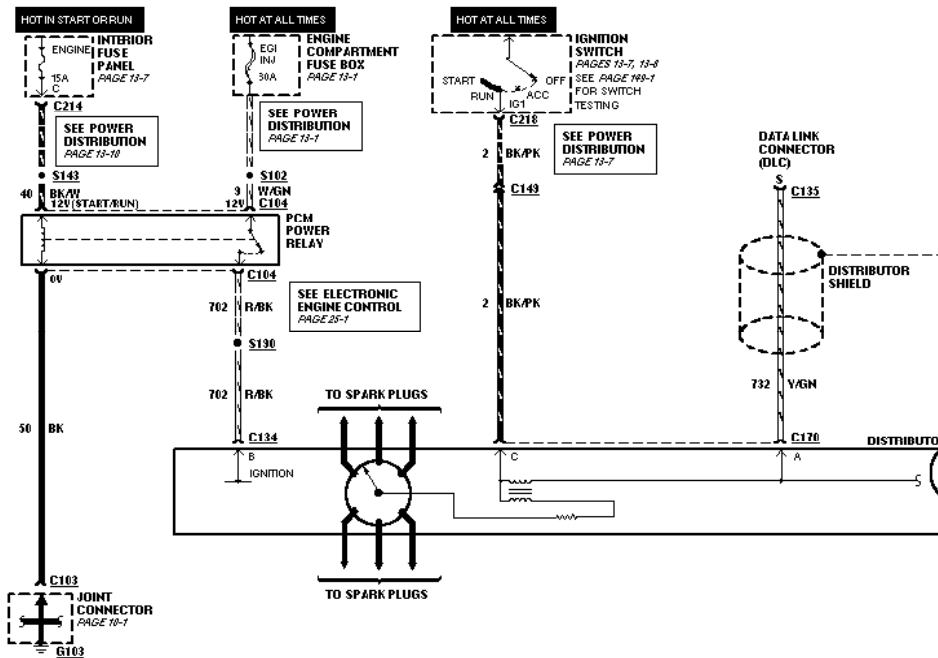 HOT IN START OR RUN
HOT AT ALL TIMES
HOT AT ALL TIMES
ENGINE
15A
C
INTERIOR
FUSE
PANEL
PAGE 13-7
EGI
INJ
30A
ENGINE
COMPARTMENT
FUSE BOX
PAGE 13-1
START
RUN
OFF
ACC
IG1
IGNITION
SWITCH
PAGES 13-7, 13-8
SEE PAGE 149-1
FOR SWITCH
TESTING
C214
SEE POWER
DISTRIBUTION
PAGE 13-10
SEE POWER
DISTRIBUTION
PAGE 13-1
C218
SEE POWER
DISTRIBUTION
PAGE 13-7
DATA LINK
CONNECTOR
(DLC)
S
C135
S143
S102
2
BK/PK
C149
40
BK/W
12V(START/RUN)
9
W/GN
12V
C104
PCM
POWER
RELAY
0V
C104
DISTRIBUTOR
SHIELD
702
R/BK
SEE ELECTRONIC
ENGINE CONTROL
PAGE 25-1
2
BK/PK
S190
702
R/BK
TO SPARK PLUGS
732
Y/GN
50
BK
C134
C170
DISTRIBUTO
B
IGNITION
C
A
TO SPARK PLUGS
C103
JOINT
CONNECTOR
PAGE 10-1
G103